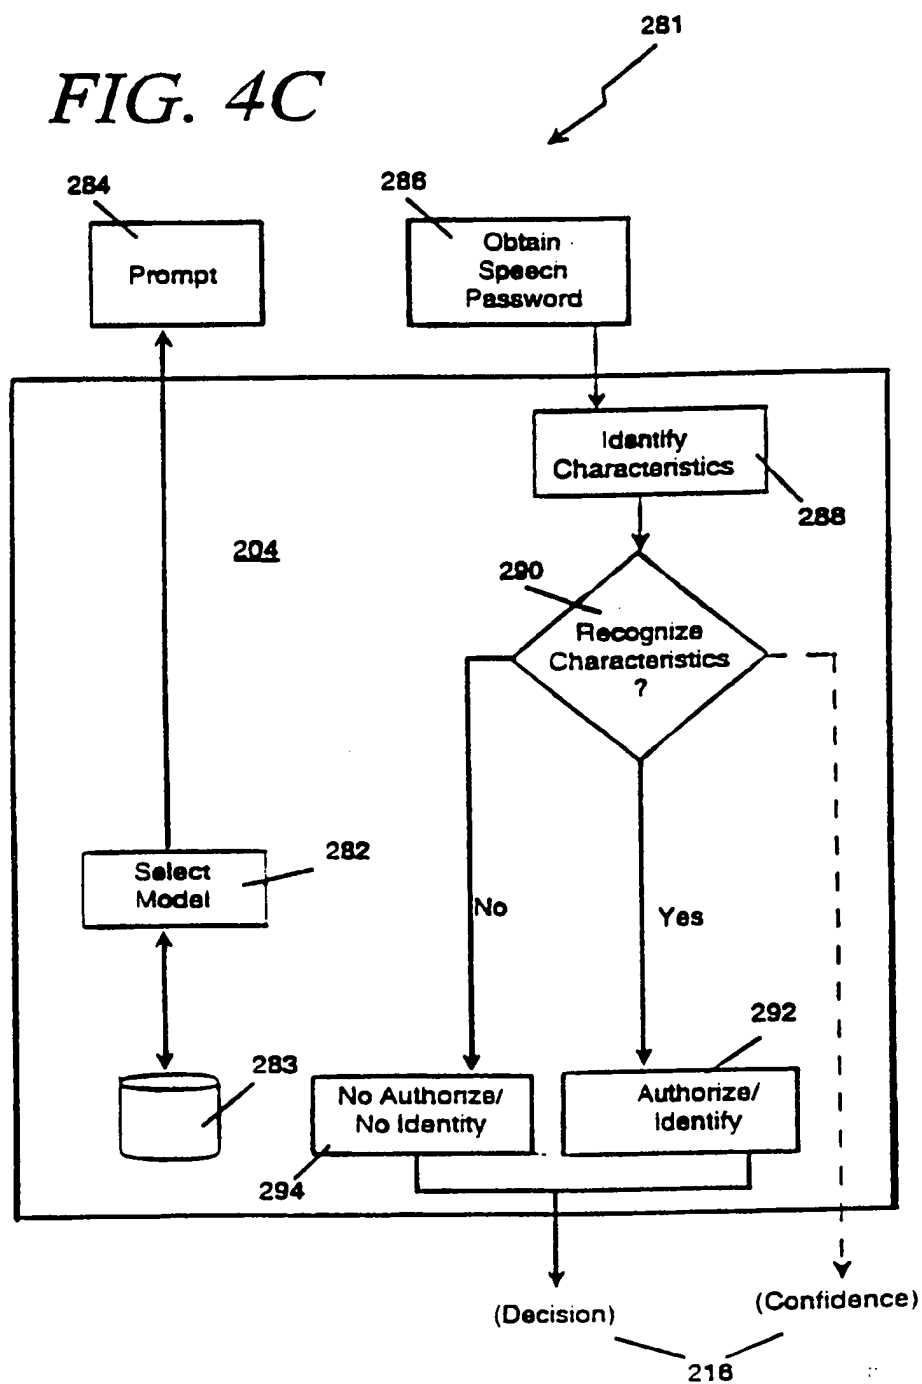 281
FIG. 4C
284
286
Prompt
Obtain
Speech
Password
Identify
Characteristics
288
204
290
Recognize
Characteristics
?
282
Select
Model
No
Yes
292
283
No Authorize/
No Identity
Authorize/
Identify
294
(Decision)
(Confidence)
216